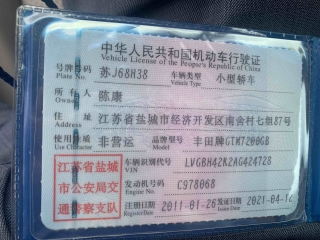 中华人民共和国机动车行驶证
Vehicle License of the People's Republic of China
号牌号码 苏J68H38 车辆类型 小型轿车
Plate No. Vehicle Type
所有人 陈康
Owner
住址 江苏省盐城市经济开发区南舍村七组87号
Address
使用性质 非营运 品牌型号 丰田牌GTM7200GB
Use Character Model
江苏省盐城
市公安局交
通警察支队
车辆识别代号 LVGBH42K2AG424728
VIN
发动机号码 C978068
Engine No.
注册日期 2011-01-26 发证日期 2021-04-12
Register Date Issue Date